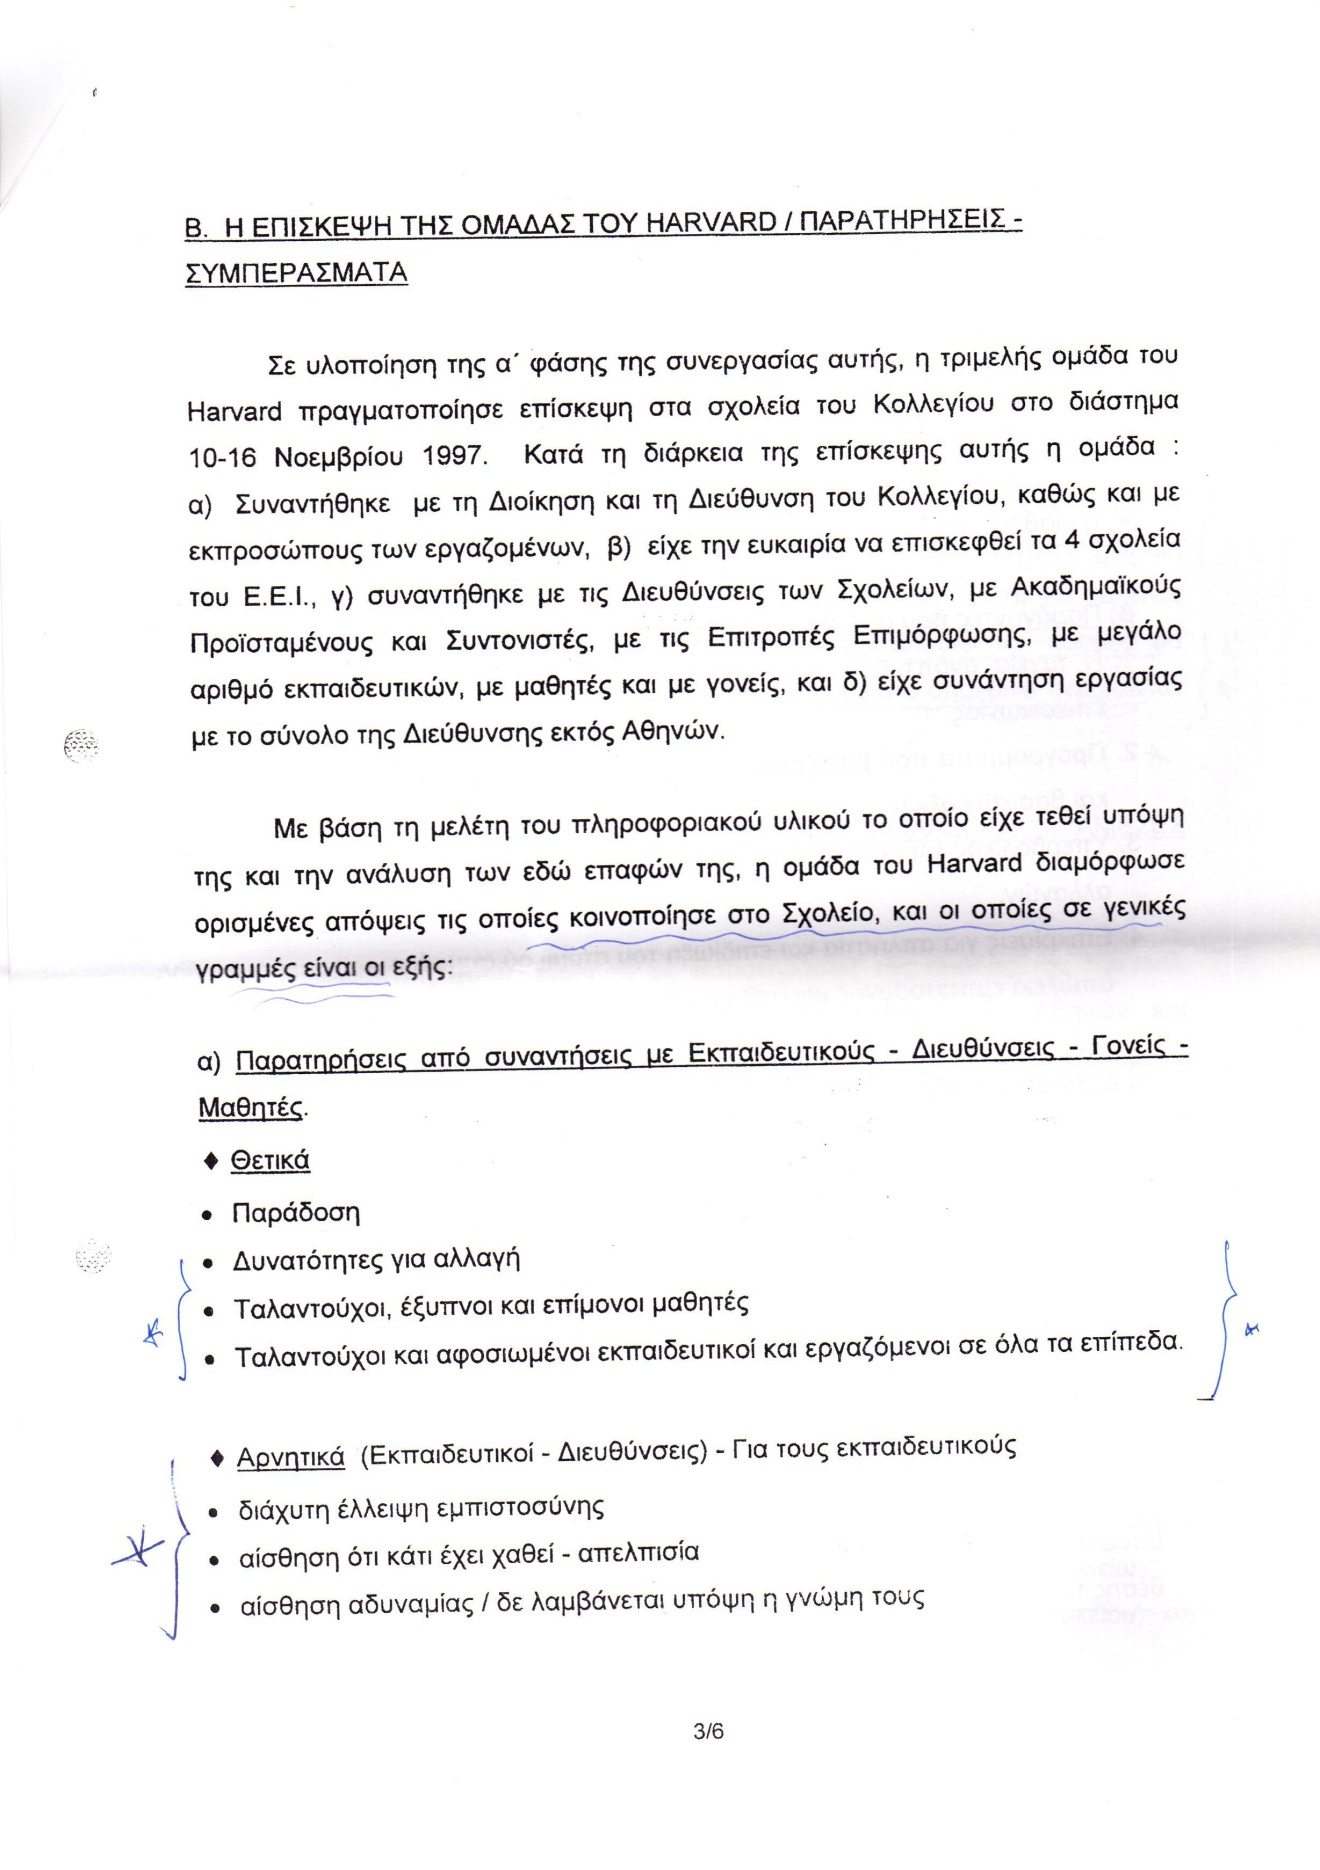 Β. Η ΕΠΙΣΚΕΨΗ ΤΗΣ ΟΜΑΔΑΣ ΤΟΥ HARVARD / ΠΑΡΑΤΗΡΗΣΕΙΣ -
ΣΥΜΠΕΡΑΣΜΑΤΑ
Σε υλοποίηση της α΄ φάσης της συνεργασίας αυτής, η τριμελής ομάδα του
Harvard πραγματοποίησε επίσκεψη στα σχολεία του Κολλεγίου στο διάστημα
10-16 Νοεμβρίου 1997. Κατά τη διάρκεια της επίσκεψης αυτής η ομάδα :
α) Συναντήθηκε με τη Διοίκηση και τη Διεύθυνση του Κολλεγίου, καθώς και με
εκπροσώπους των εργαζομένων, β) είχε την ευκαιρία να επισκεφθεί τα 4 σχολεία
του Ε.Ε.Ι., γ) συναντήθηκε με τις Διευθύνσεις των Σχολείων, με Ακαδημαϊκούς
Προϊσταμένους και Συντονιστές, με τις Επιτροπές Επιμόρφωσης, με μεγάλο
αριθμό εκπαιδευτικών, με μαθητές και με γονείς, και δ) είχε συνάντηση εργασίας
με το σύνολο της Διεύθυνσης εκτός Αθηνών.
Με βάση τη μελέτη του πληροφοριακού υλικού το οποίο είχε τεθεί υπόψη
της και την ανάλυση των εδώ επαφών της, η ομάδα του Harvard διαμόρφωσε
ορισμένες απόψεις τις οποίες κοινοποίησε στο Σχολείο, και οι οποίες σε γενικές
γραμμές είναι οι εξής:
α) Παρατηρήσεις από συναντήσεις με Εκπαιδευτικούς - Διευθύνσεις - Γονείς -
Μαθητές.
♦ Θετικά
• Παράδοση
• Δυνατότητες για αλλαγή
• Ταλαντούχοι, έξυπνοι και επίμονοι μαθητές
• Ταλαντούχοι και αφοσιωμένοι εκπαιδευτικοί και εργαζόμενοι σε όλα τα επίπεδα.
♦ Αρνητικά (Εκπαιδευτικοί - Διευθύνσεις) - Για τους εκπαιδευτικούς
• διάχυτη έλλειψη εμπιστοσύνης
• αίσθηση ότι κάτι έχει χαθεί - απελπισία
• αίσθηση αδυναμίας / δε λαμβάνεται υπόψη η γνώμη τους
3/6